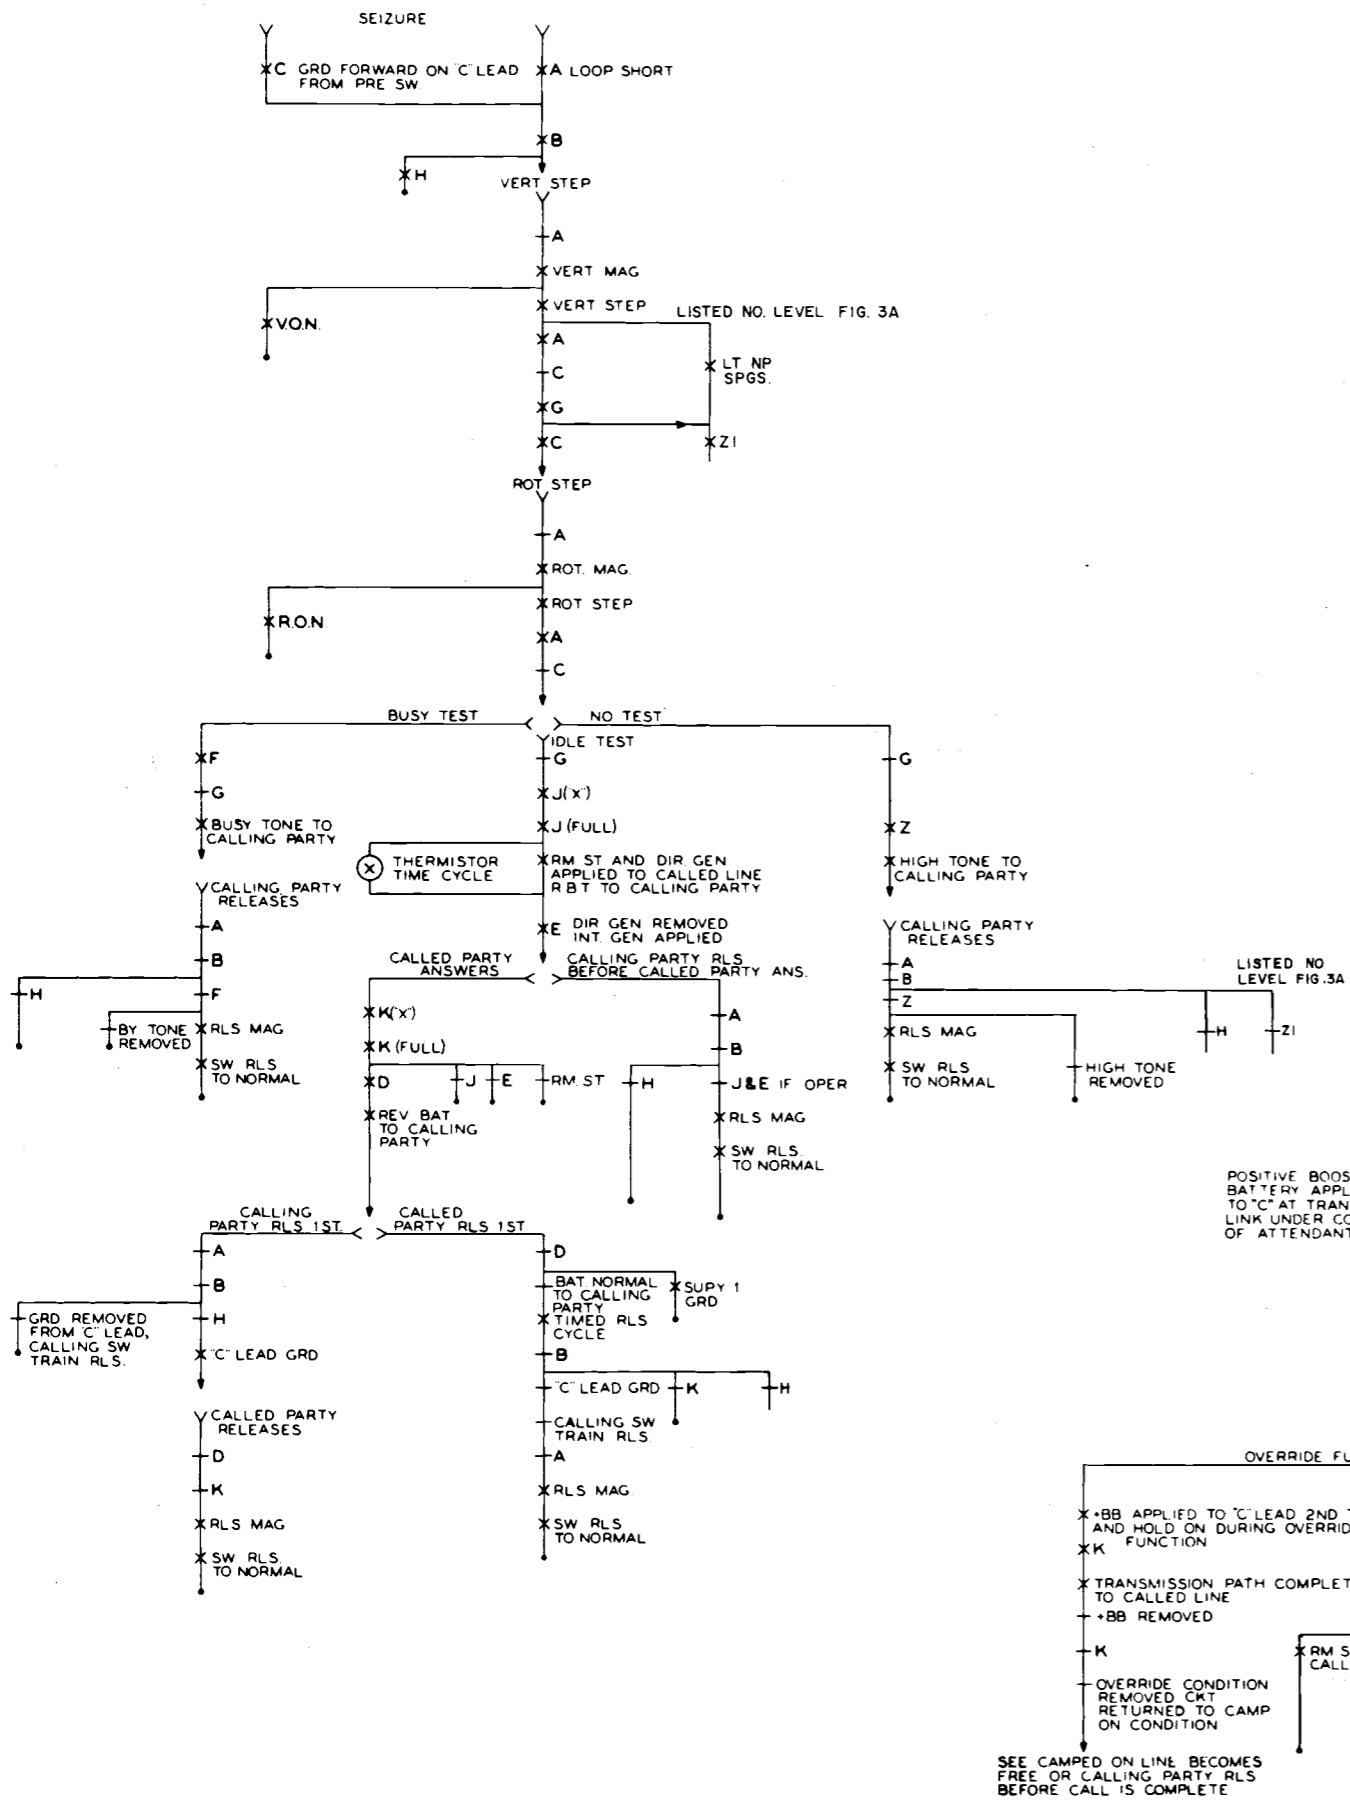 SEIZURE
C GRD FORWARD ON "C" LEAD
FROM PRE SW.
A LOOP SHORT
B
H
VERT STEP
A
VERT MAG
VERT STEP
LISTED NO. LEVEL FIG. 3A
V.O.N.
A
LT NP
SPGS.
C
G
C
Z1
ROT STEP
A
ROT. MAG.
ROT STEP
R.O.N.
A
C
BUSY TEST
NO TEST
IDLE TEST
F
G
BUSY TONE TO
CALLING PARTY
CALLING PARTY
RELEASES
A
B
H
F
BY TONE
REMOVED
RLS MAG
SW RLS
TO NORMAL
G
J ("X")
J (FULL)
THERMISTOR
TIME CYCLE
RM ST AND DIR. GEN
APPLIED TO CALLED LINE
R B T TO CALLING PARTY
E DIR GEN REMOVED
INT. GEN APPLIED
G
Z
HIGH TONE TO
CALLING PARTY
CALLING PARTY
RELEASES
A
B
Z
LISTED NO
LEVEL FIG. 3A
RLS MAG
H
Z1
SW RLS
TO NORMAL
HIGH TONE
REMOVED
CALLED PARTY
ANSWERS
CALLING PARTY RLS
BEFORE CALLED PARTY ANS.
K("X")
K (FULL)
D
J
E
RM. ST
REV BAT
TO CALLING
PARTY
A
B
H
J & E IF OPER
RLS MAG
SW RLS.
TO NORMAL
POSITIVE BOOS
BATTERY APPL
TO "C" AT TRAN
LINK UNDER CO
OF ATTENDANT
CALLING
PARTY RLS 1ST.
CALLED
PARTY RLS 1ST
A
B
GRD REMOVED
FROM "C" LEAD,
CALLING SW
TRAIN RLS.
H
"C" LEAD GRD
CALLED PARTY
RELEASES
D
K
RLS MAG
SW RLS.
TO NORMAL
D
BAT. NORMAL
TO CALLING
PARTY
SUPY 1
GRD
TIMED RLS
CYCLE
B
"C" LEAD GRD
K
H
CALLING SW
TRAIN RLS.
A
RLS MAG.
SW RLS
TO NORMAL
OVERRIDE FU
+BB APPLIED TO "C" LEAD 2ND T
AND HOLD ON DURING OVERRID
FUNCTION
K
TRANSMISSION PATH COMPLET
TO CALLED LINE
+BB REMOVED
K
RM S
CALL
OVERRIDE CONDITION
REMOVED CKT
RETURNED TO CAMP
ON CONDITION
SEE CAMPED ON LINE BECOMES
FREE OR CALLING PARTY RLS
BEFORE CALL IS COMPLETE